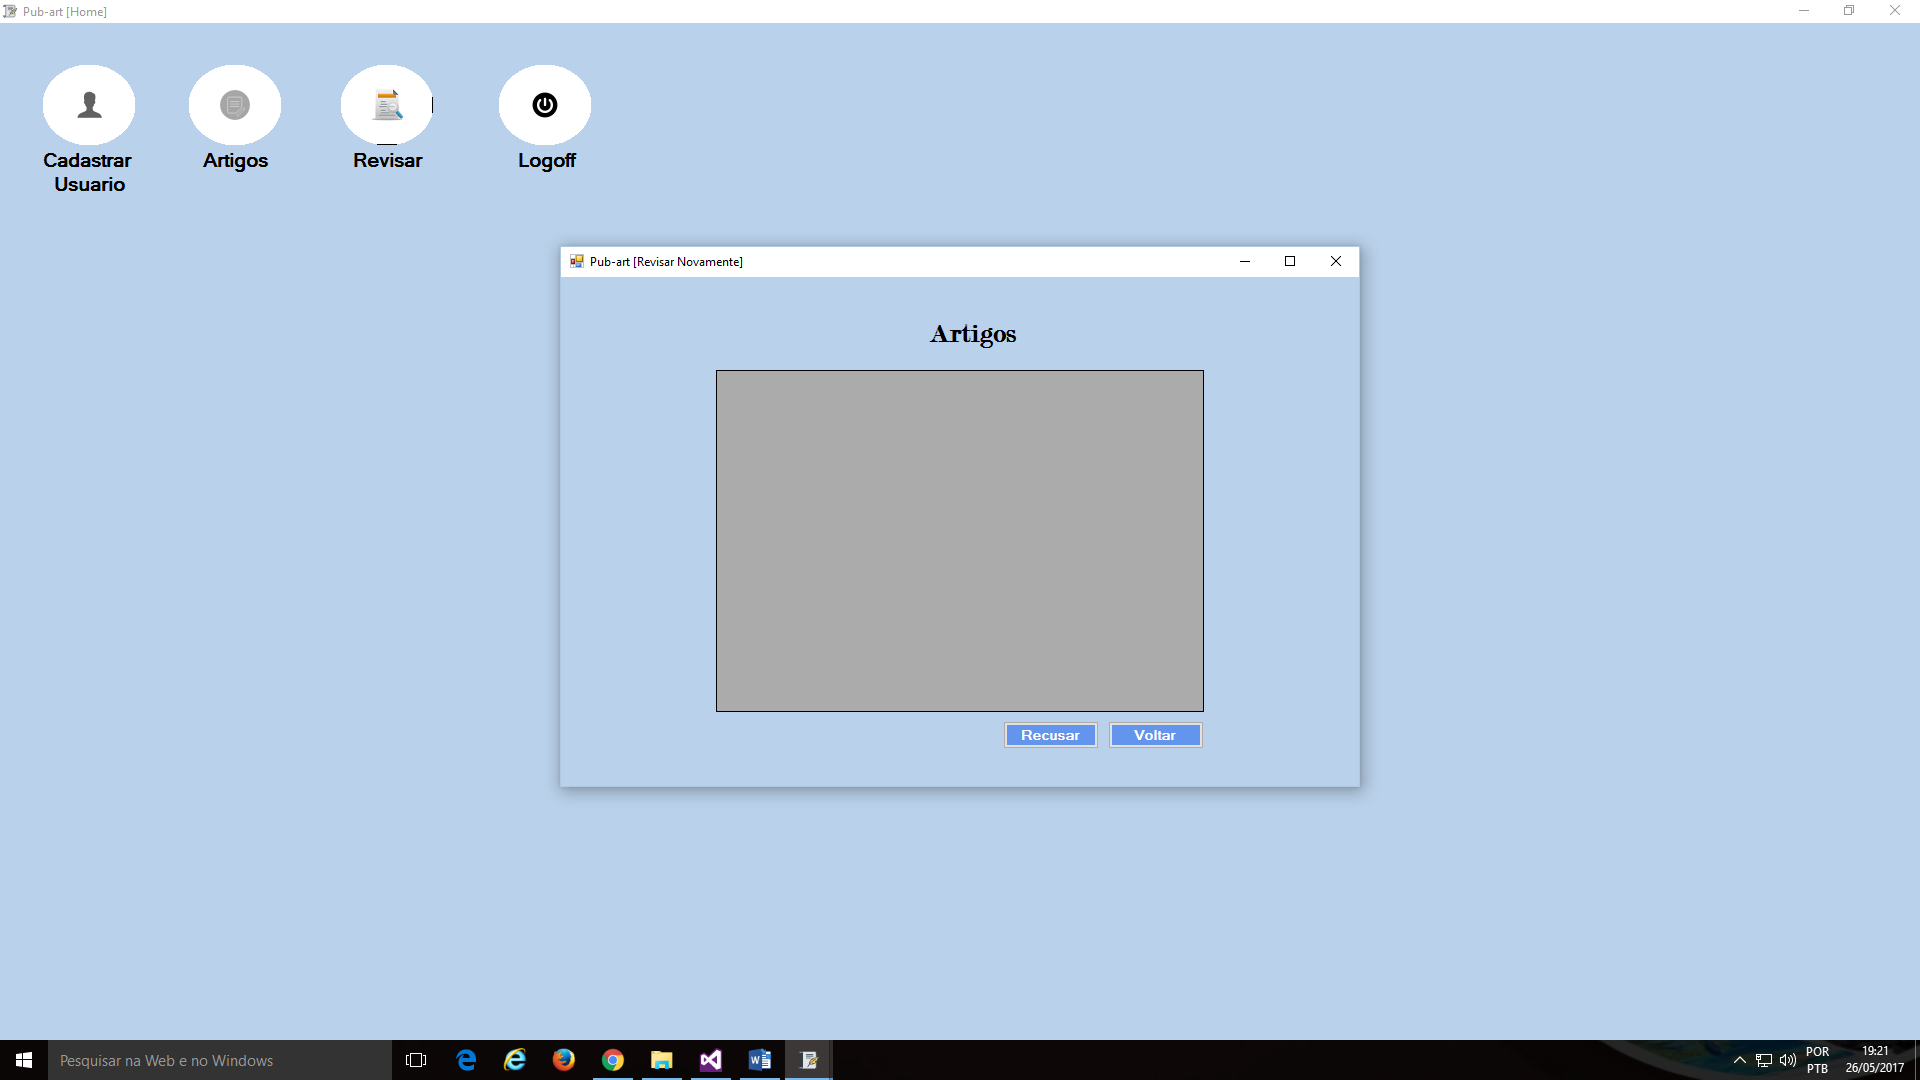 Pub-art [Home]
Cadastrar
Usuario
Artigos
Revisar
Logoff
Pub-art [Revisar Novamente]
Artigos
Recusar
Voltar
Pesquisar na Web e no Windows
POR
PTB
19:21
26/05/2017